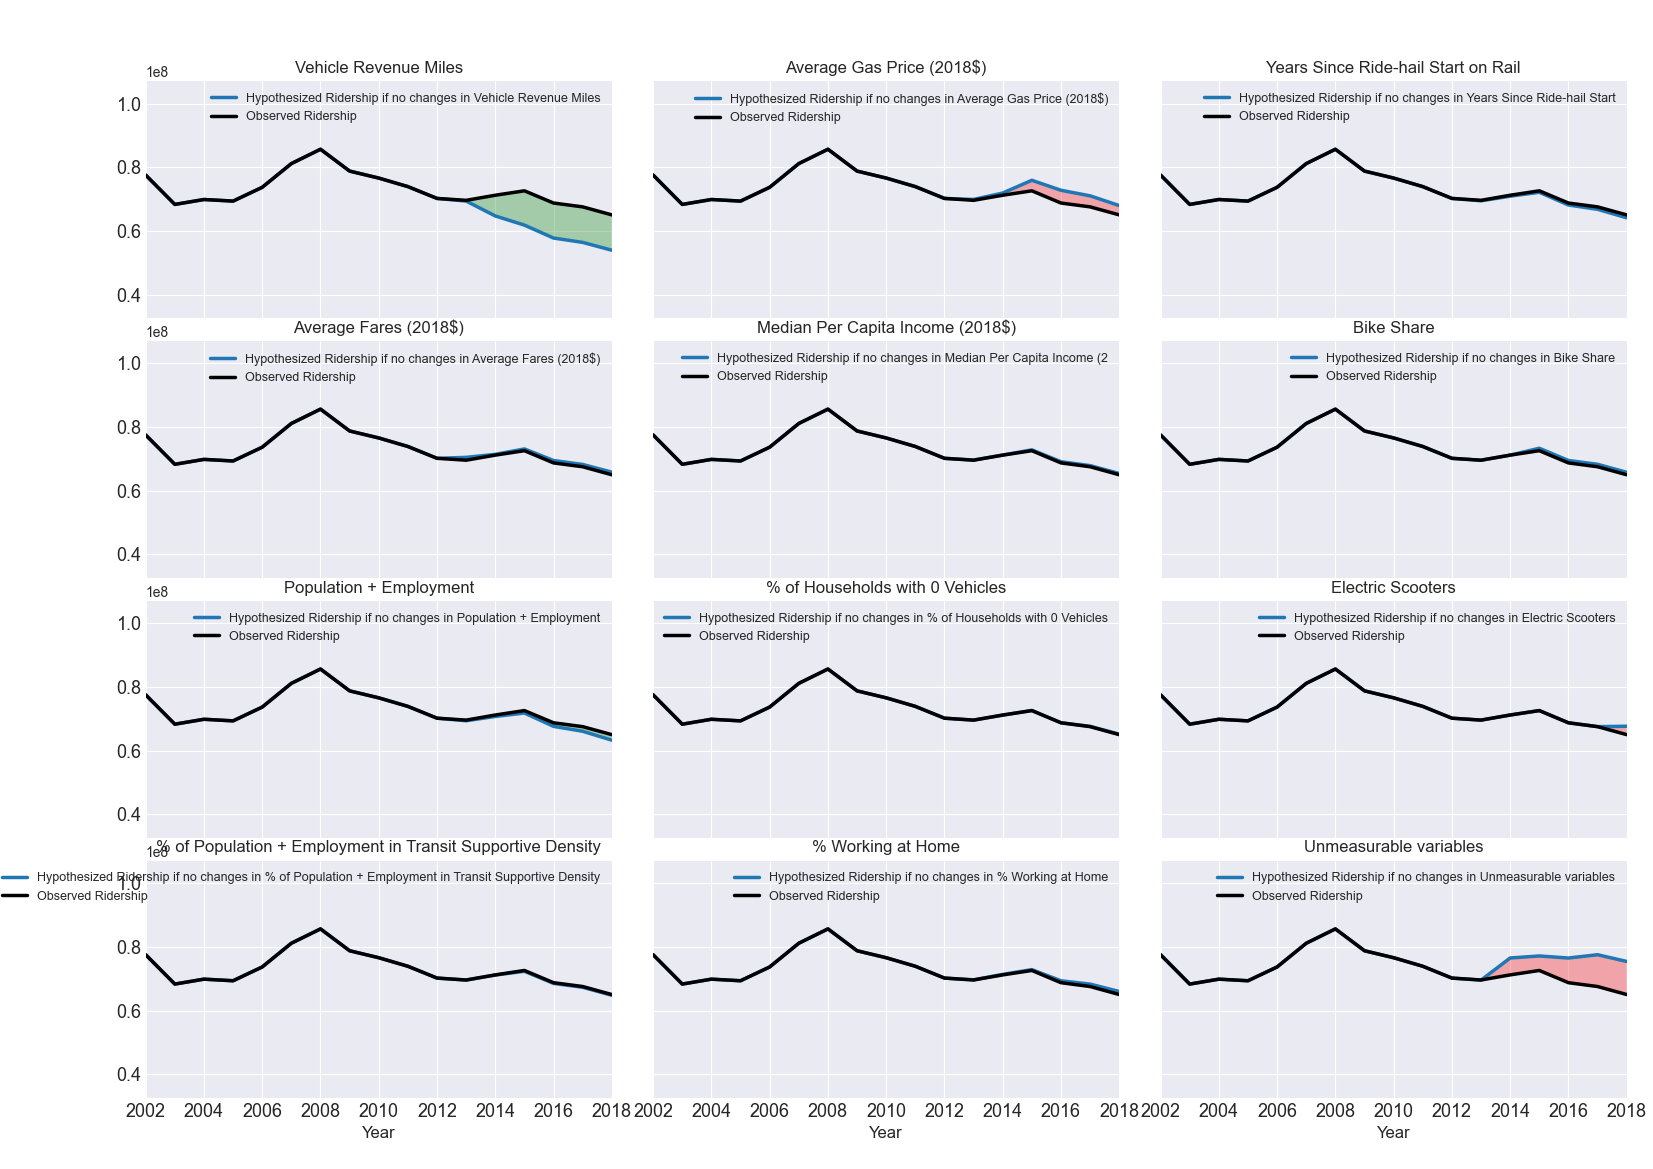 Vehicle Revenue Miles
1e8
Hypothesized Ridership if no changes in Vehicle Revenue Miles
Observed Ridership
1.0
0.8
0.6
0.4
Average Gas Price (2018$)
Hypothesized Ridership if no changes in Average Gas Price (2018$)
Observed Ridership
Years Since Ride-hail Start on Rail
Hypothesized Ridership if no changes in Years Since Ride-hail Start
Observed Ridership
Average Fares (2018$)
1e8
Hypothesized Ridership if no changes in Average Fares (2018$)
Observed Ridership
1.0
0.8
0.6
0.4
Median Per Capita Income (2018$)
Hypothesized Ridership if no changes in Median Per Capita Income (2
Observed Ridership
Bike Share
Hypothesized Ridership if no changes in Bike Share
Observed Ridership
Population + Employment
1e8
Hypothesized Ridership if no changes in Population + Employment
Observed Ridership
1.0
0.8
0.6
0.4
% of Households with 0 Vehicles
Hypothesized Ridership if no changes in % of Households with 0 Vehicles
Observed Ridership
Electric Scooters
Hypothesized Ridership if no changes in Electric Scooters
Observed Ridership
% of Population + Employment in Transit Supportive Density
1e8
Hypothesized Ridership if no changes in % of Population + Employment in Transit Supportive Density
Observed Ridership
1.0
0.8
0.6
0.4
2002 2004 2006 2008 2010 2012 2014 2016 2018
Year
% Working at Home
Hypothesized Ridership if no changes in % Working at Home
Observed Ridership
2002 2004 2006 2008 2010 2012 2014 2016 2018
Year
Unmeasurable variables
Hypothesized Ridership if no changes in Unmeasurable variables
Observed Ridership
2002 2004 2006 2008 2010 2012 2014 2016 2018
Year